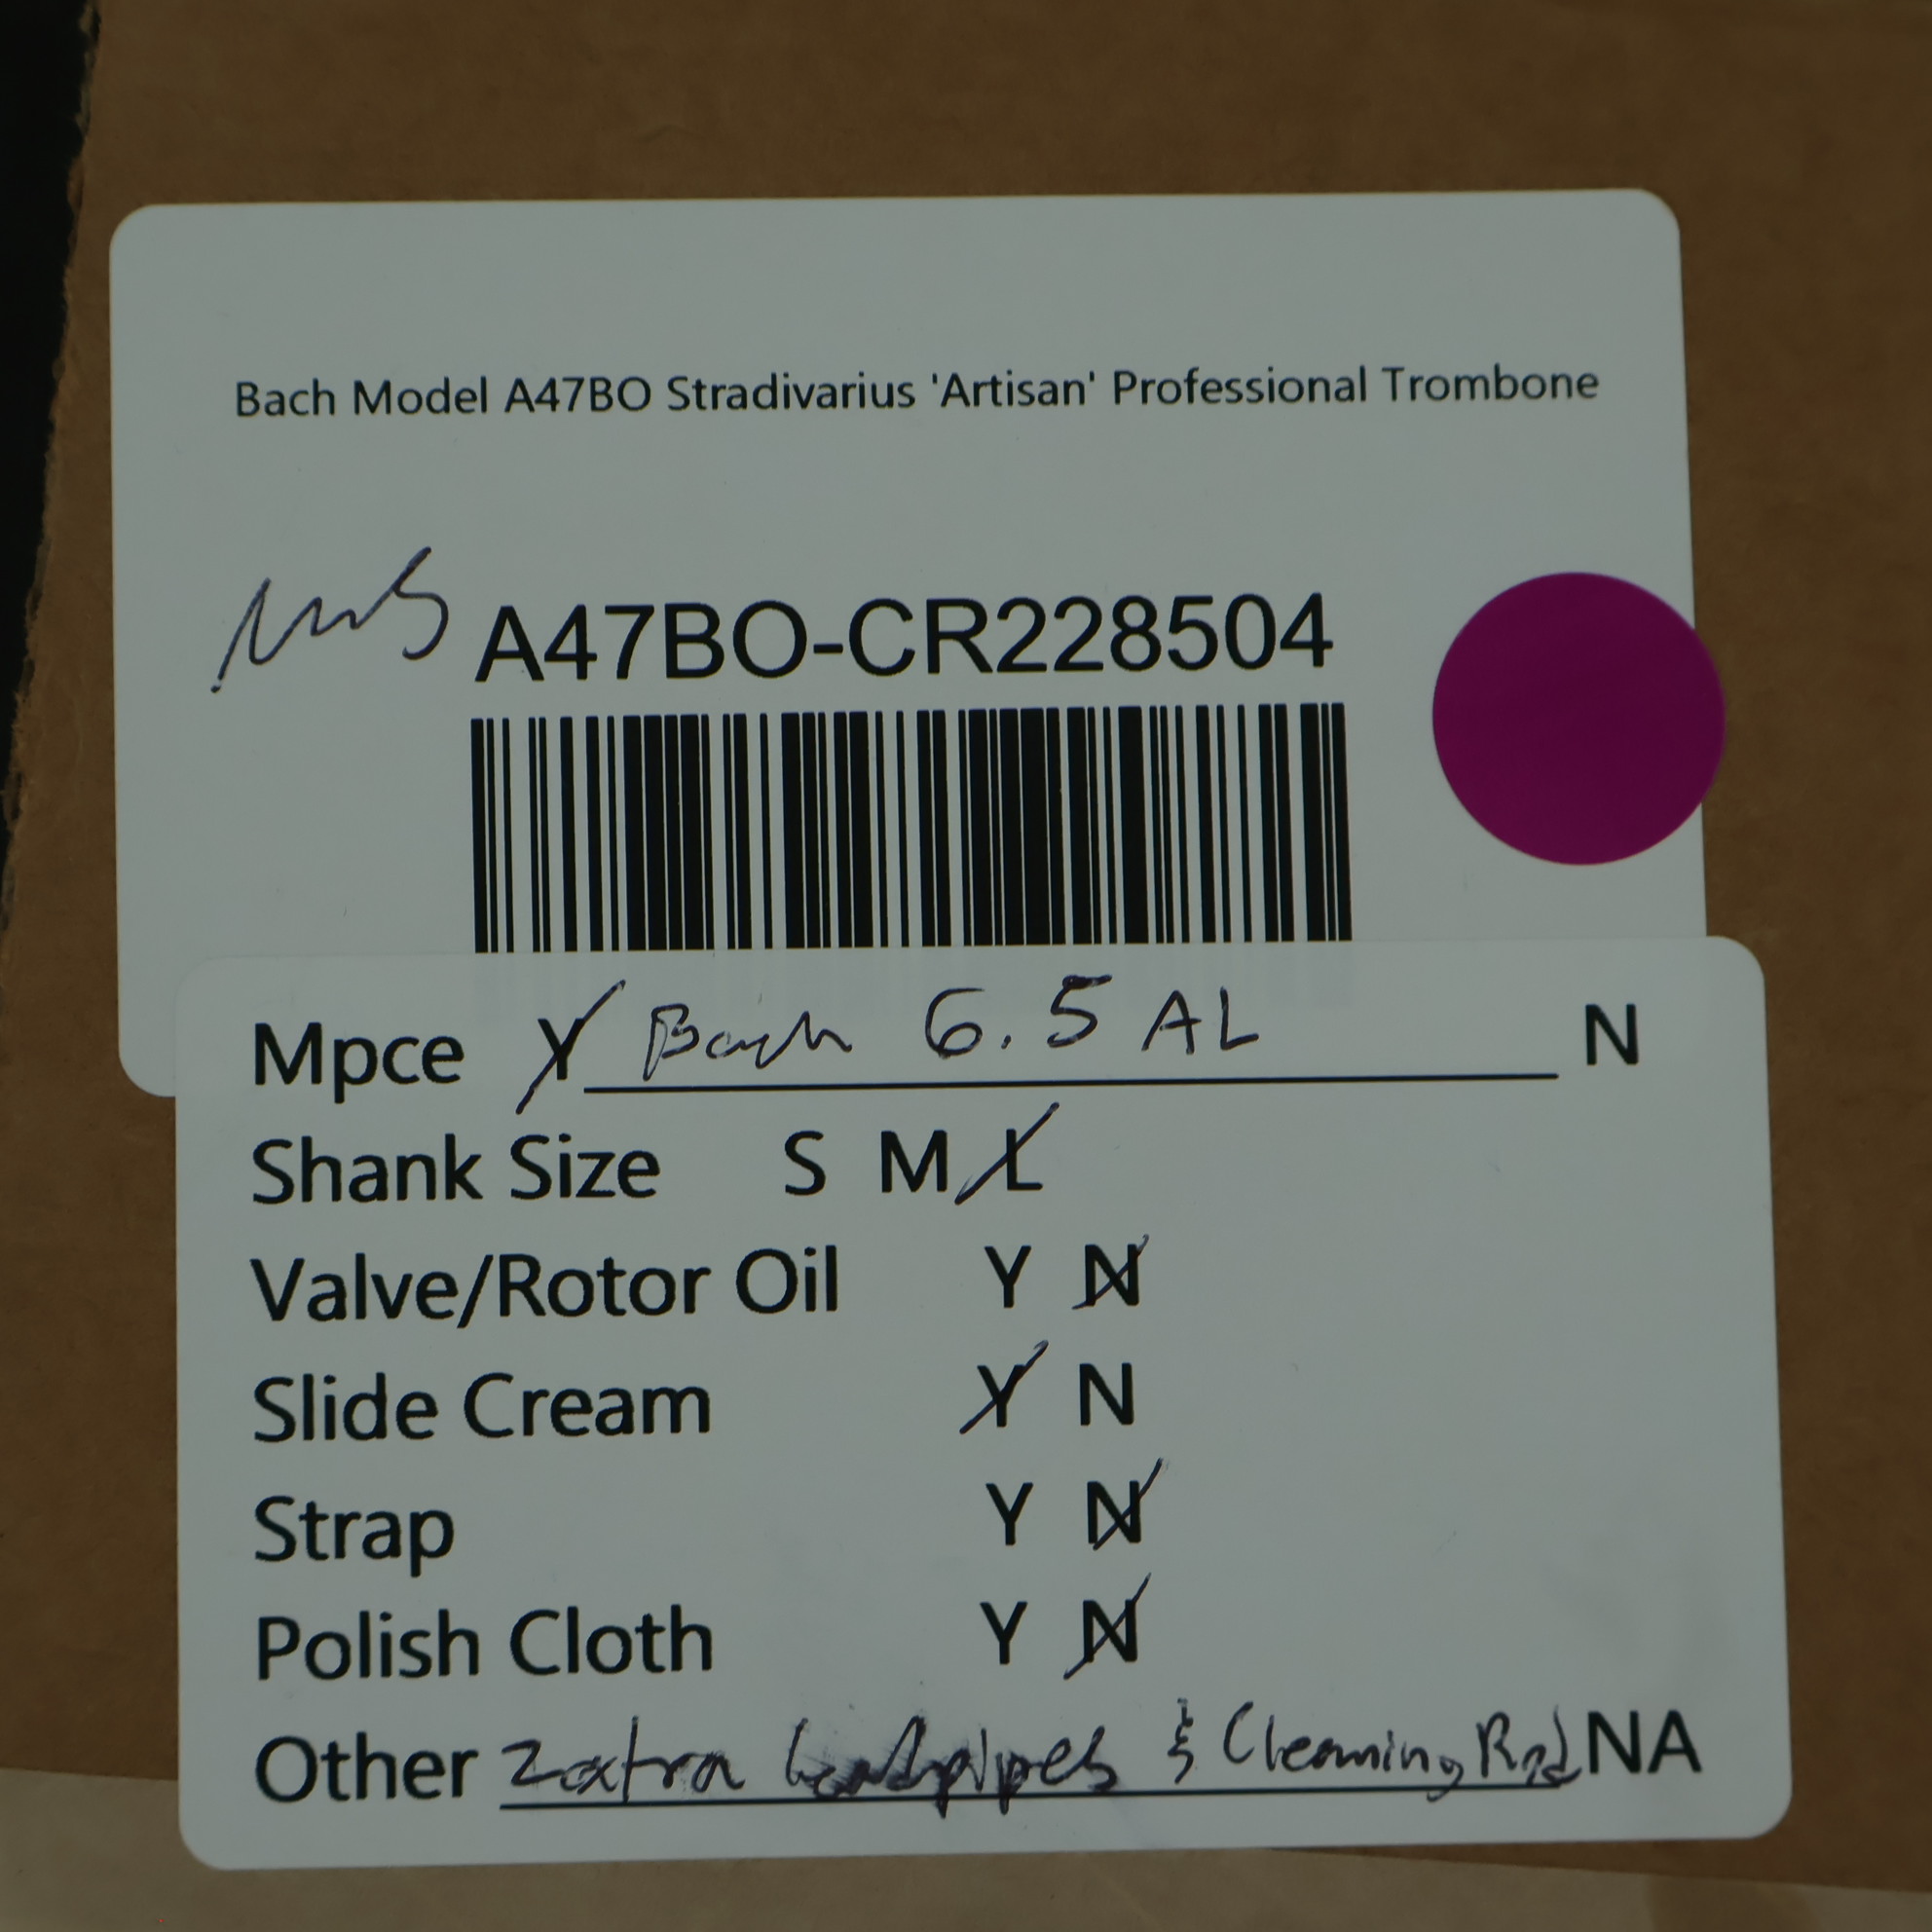 Bach Model A47BO Stradivarius 'Artisan' Professional Trombone
A47BO-CR228504
Mpce Y Bach 6.5 AL N
Shank Size S M L
Valve/Rotor Oil Y N
Slide Cream Y N
Strap Y N
Polish Cloth Y N
Other 2 extra leadpipes & Cleaning Rod NA